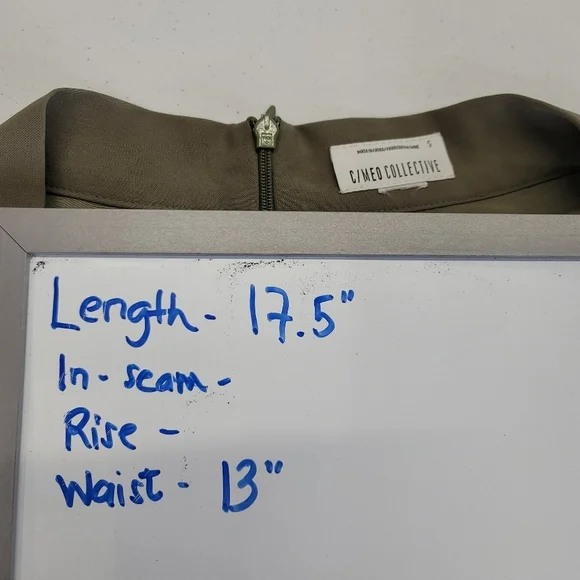 S
C/MEO COLLECTIVE
Length - 17.5"
In-seam -
Rise -
Waist - 13"